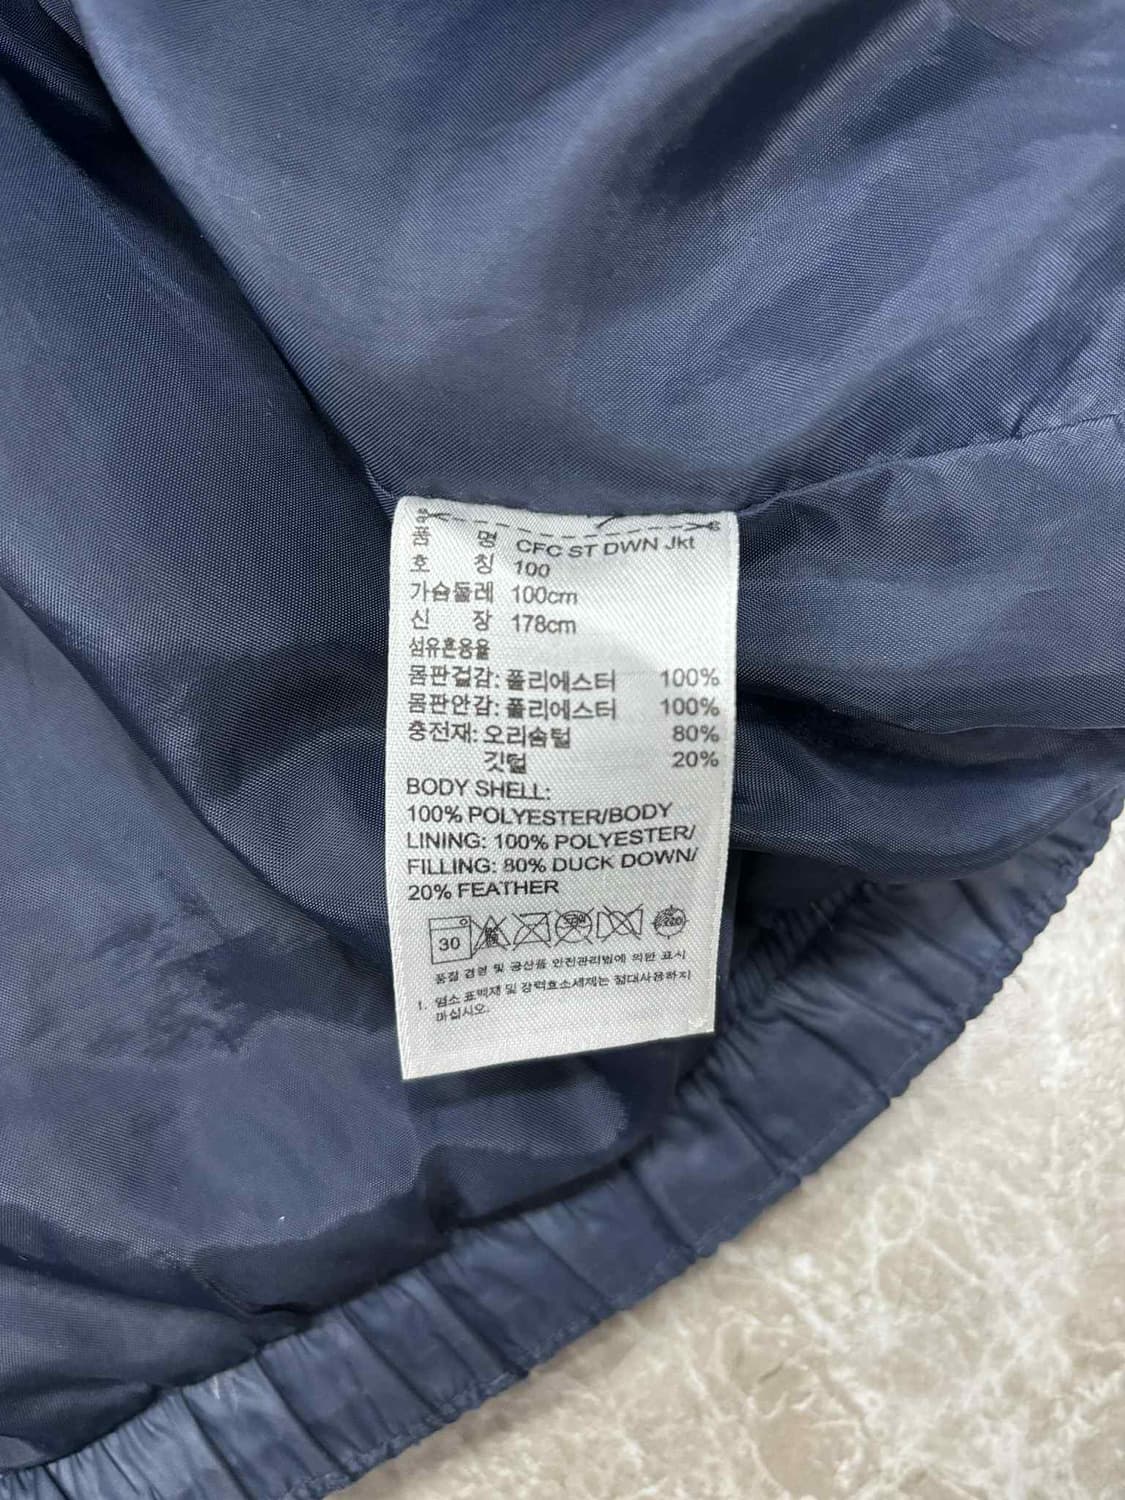 품 명 CFC ST DWN Jkt
호 칭 100
가슴둘레 100cm
신 장 178cm
섬유혼용율
몸판겉감: 폴리에스터 100%
몸판안감: 폴리에스터 100%
충전재: 오리솜털 80%
깃털 20%
BODY SHELL:
100% POLYESTER/BODY
LINING: 100% POLYESTER/
FILLING: 80% DUCK DOWN/
20% FEATHER
30
품질 경영 및 공산품 안전관리법에 의한 표시
1. 염소 표백제 및 강력효소세제는 절대사용하지
마십시오.